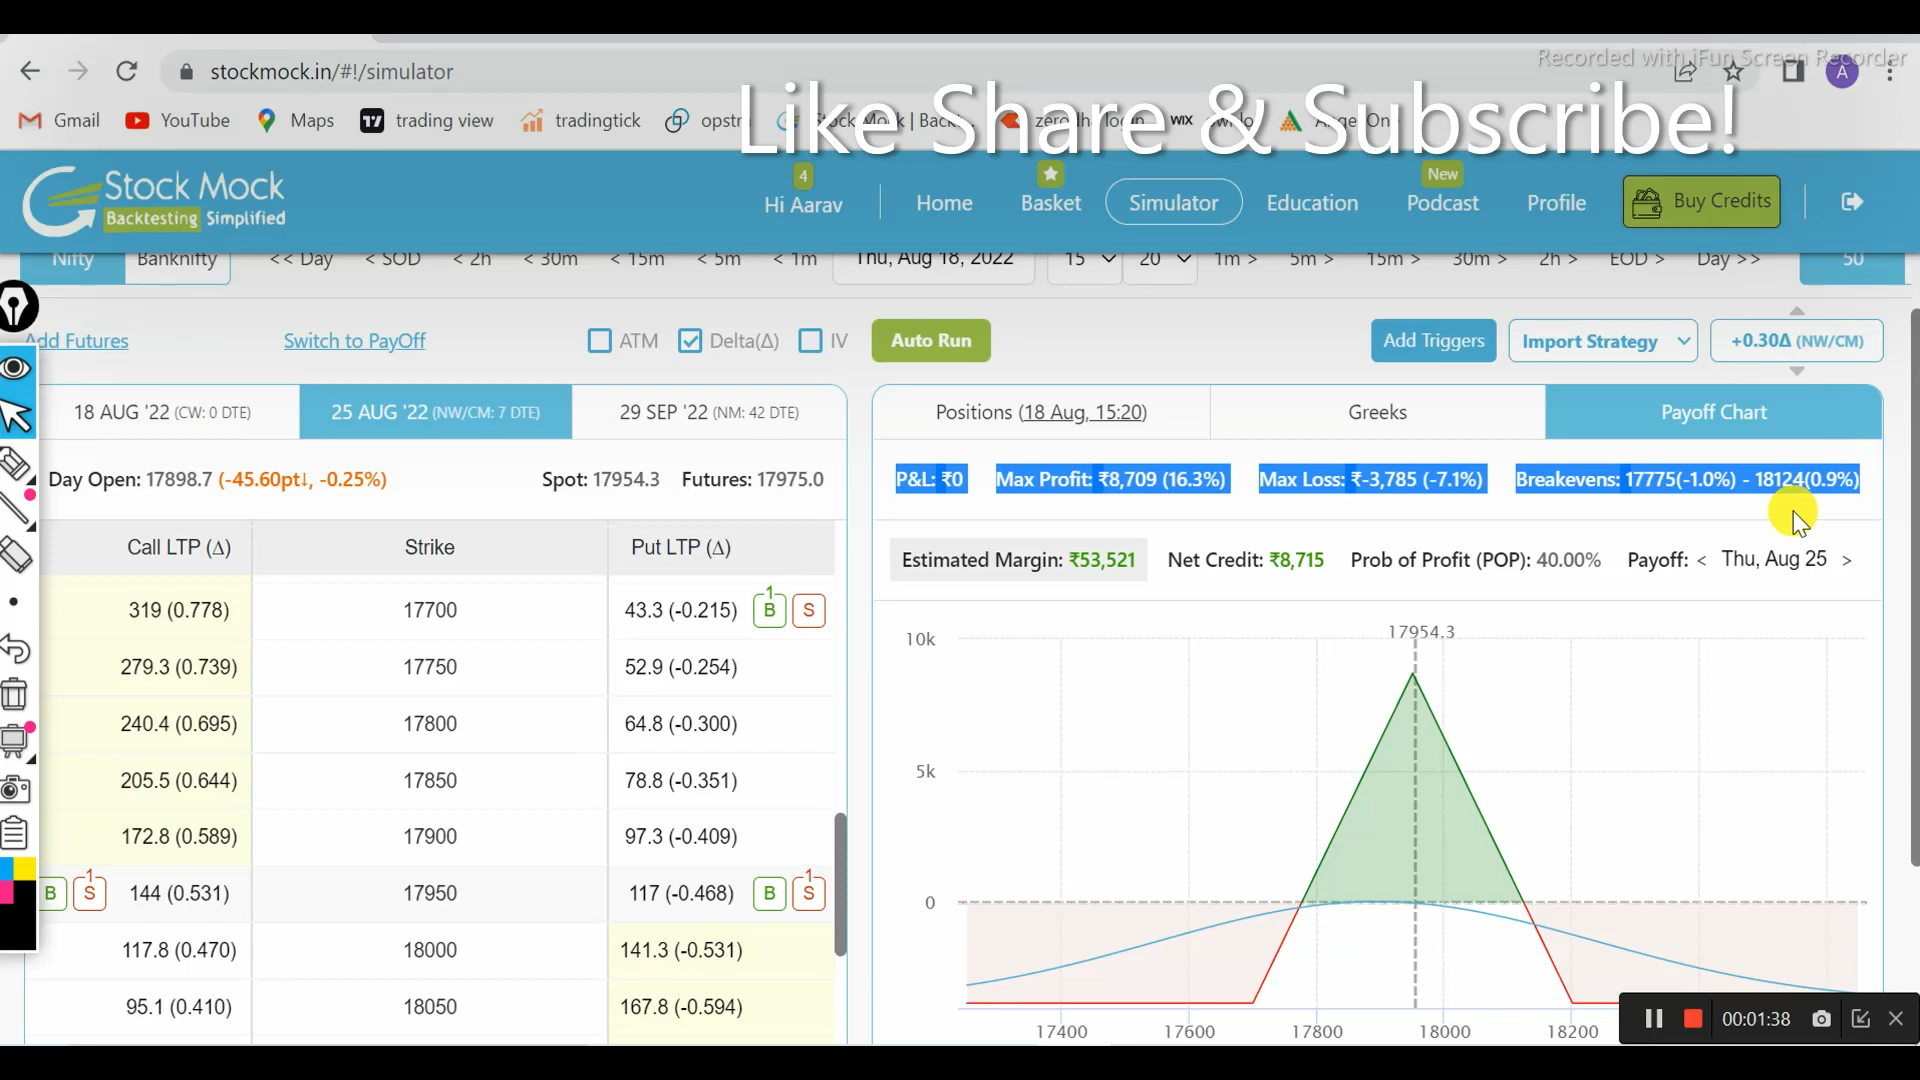 Recorded with iFun Screen Recorder
stockmock.in/#!/simulator
A
Gmail YouTube Maps trading view tradingtick Stock Mock | Back zerodha login WIX
Like Share & Subscribe!
Stock Mock
Backtesting Simplified
4
Hi Aarav Home Basket Simulator Education
New
Podcast Profile Buy Credits
Nifty Banknifty << Day < SOD < 2h < 30m < 15m < 5m < 1m Thu, Aug 18, 2022 15 20 1m > 5m > 15m > 30m > 2h > EOD > Day >> 50
Add Futures Switch to PayOff ATM Delta(Δ) IV Auto Run Add Triggers Import Strategy +0.30Δ (NW/CM)
18 AUG '22 (CW: 0 DTE) 25 AUG '22 (NW/CM: 7 DTE) 29 SEP '22 (NM: 42 DTE) Positions (18 Aug, 15:20) Greeks Payoff Chart
Day Open: 17898.7 (-45.60pt↓, -0.25%) Spot: 17954.3 Futures: 17975.0
P&L: ₹0 Max Profit: ₹8,709 (16.3%) Max Loss: ₹-3,785 (-7.1%) Breakevens: 17775(-1.0%) - 18124(0.9%)
Estimated Margin: ₹53,521 Net Credit: ₹8,715 Prob of Profit (POP): 40.00% Payoff: < Thu, Aug 25 >
Call LTP (Δ) Strike Put LTP (Δ)
319 (0.778) 17700 43.3 (-0.215) 1 B S
279.3 (0.739) 17750 52.9 (-0.254)
240.4 (0.695) 17800 64.8 (-0.300)
205.5 (0.644) 17850 78.8 (-0.351)
172.8 (0.589) 17900 97.3 (-0.409)
B 1 S 144 (0.531) 17950 117 (-0.468) B 1 S
117.8 (0.470) 18000 141.3 (-0.531)
95.1 (0.410) 18050 167.8 (-0.594)
17954.3
10k
5k
0
17400 17600 17800 18000 18200
00:01:38